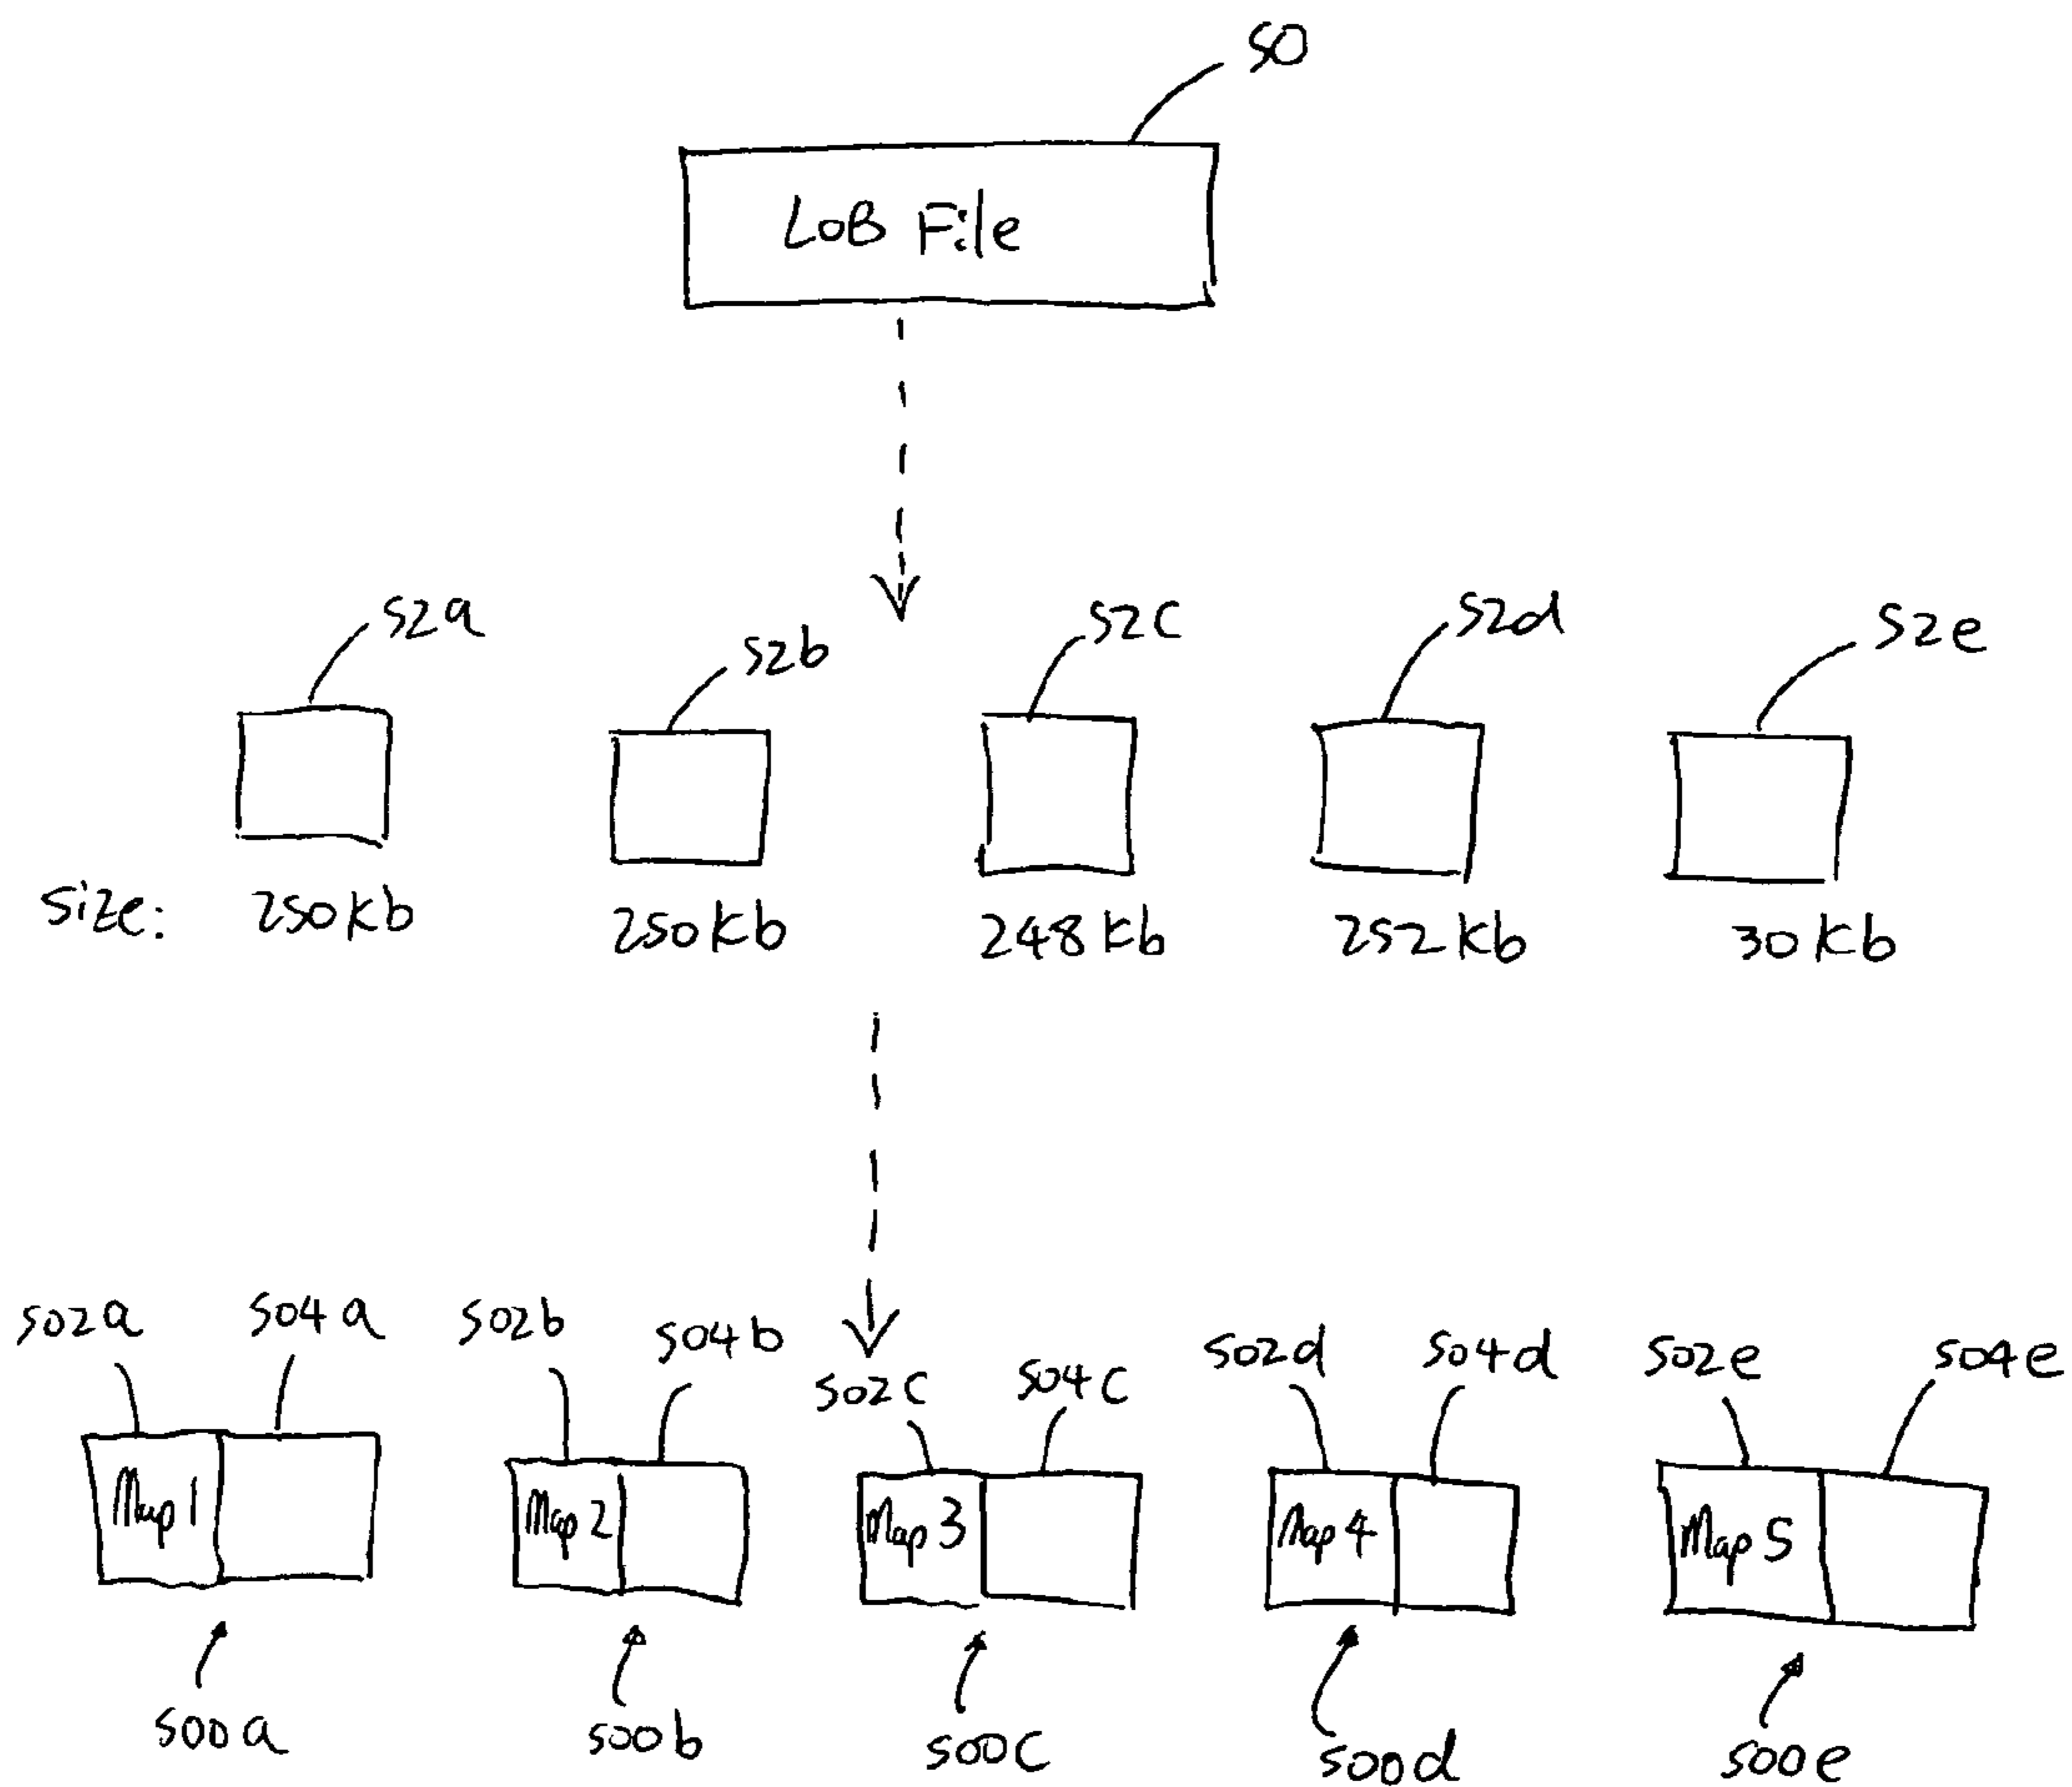 50
LOB File
52a 52b 52c 52d 52e
Size: 250kb 250kb 248kb 252kb 30kb
502a 504a 502b 504b 502c 504c 502d 504d 502e 504e
Map 1 Map 2 Map 3 Map 4 Map 5
500a 500b 500c 500d 500e